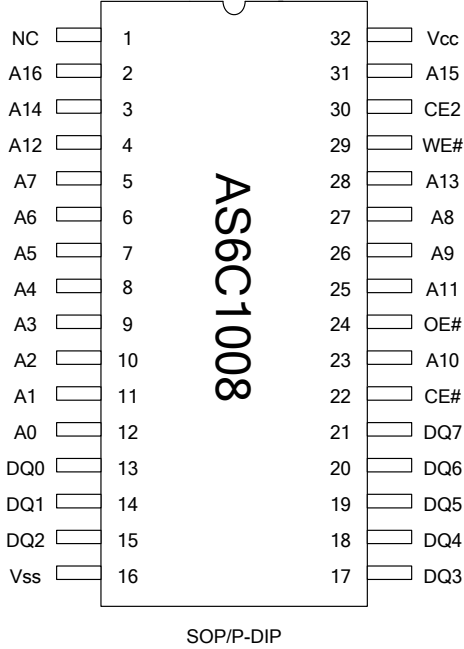 NC 1 32 Vcc
A16 2 31 A15
A14 3 30 CE2
A12 4 29 WE#
A7 5 28 A13
A6 6 27 A8
A5 7 26 A9
A4 8 25 A11
A3 9 24 OE#
A2 10 23 A10
A1 11 22 CE#
A0 12 21 DQ7
DQ0 13 20 DQ6
DQ1 14 19 DQ5
DQ2 15 18 DQ4
Vss 16 17 DQ3
AS6C1008
SOP/P-DIP